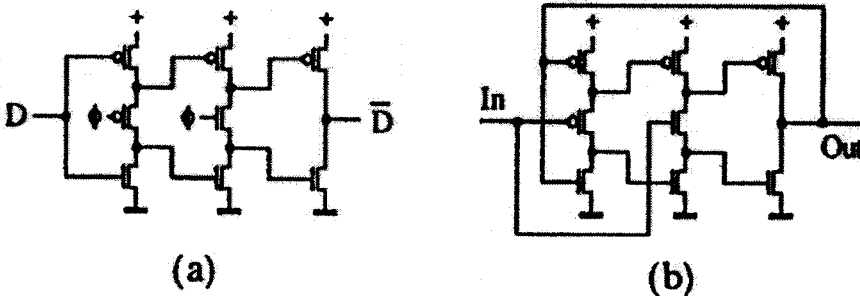 + + +
D ϕ ϕ D̅
(a)
+ + +
In
Out
(b)